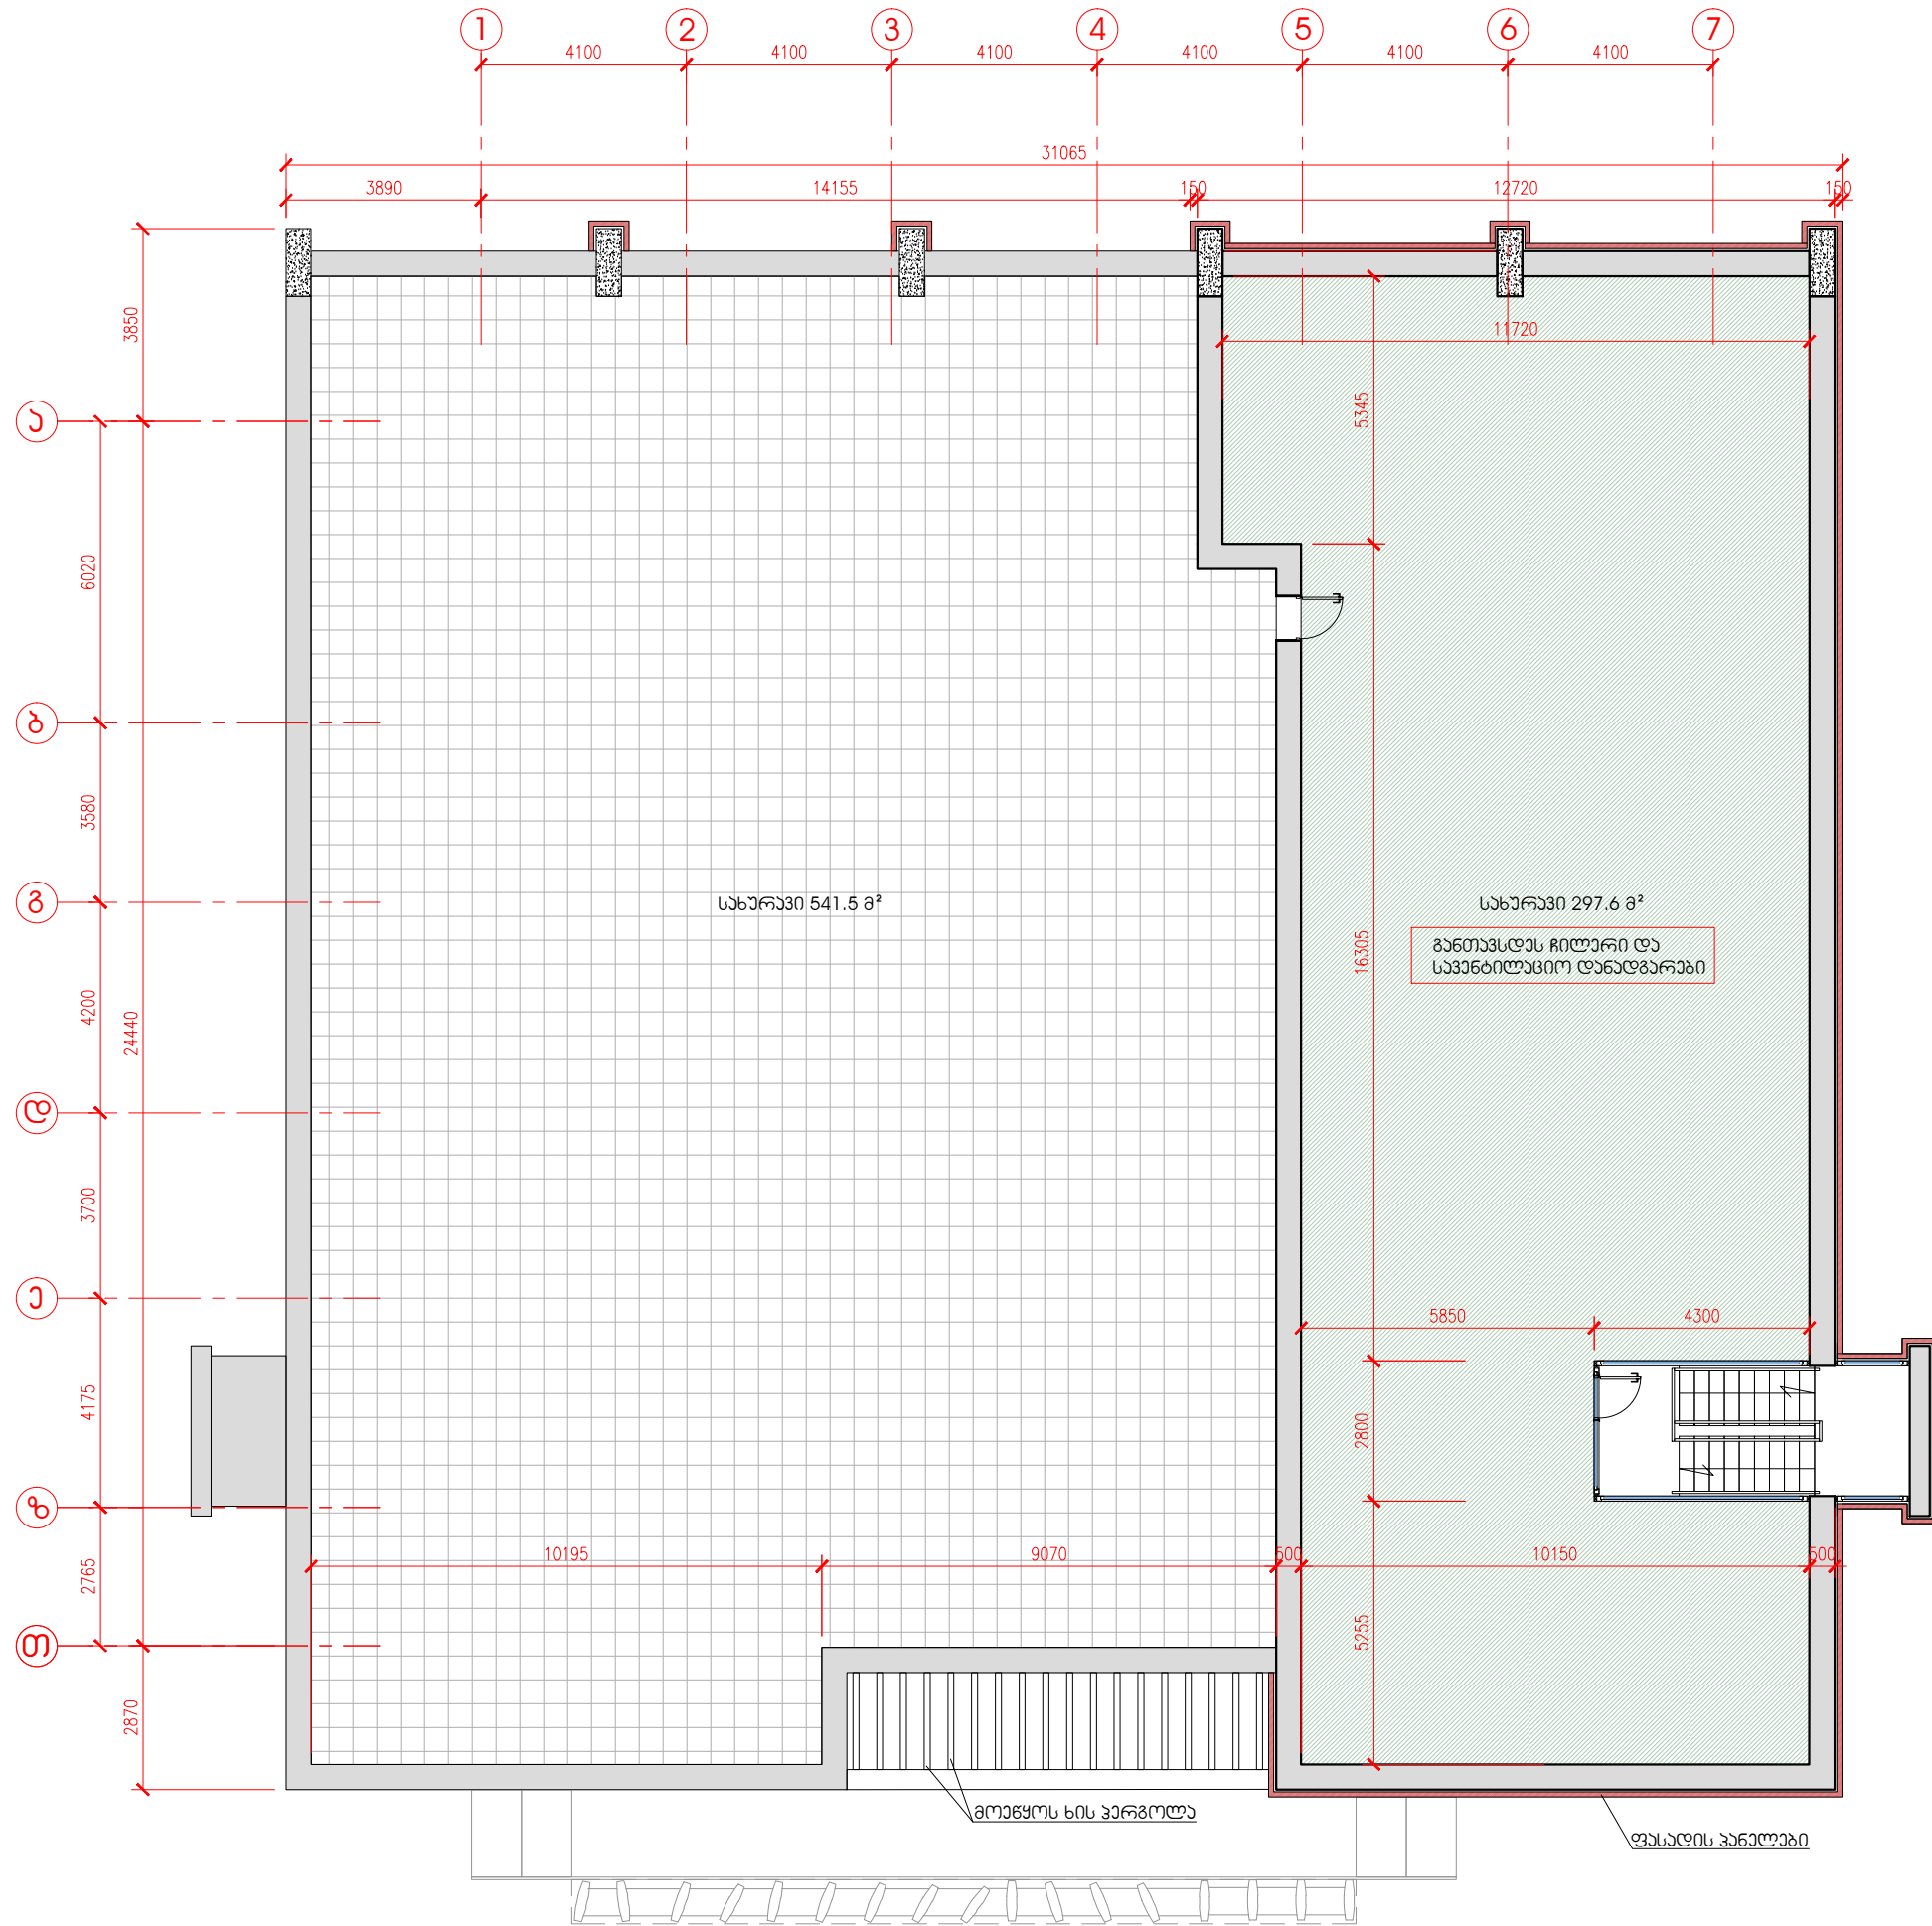 1 2 3 4 5 6 7
4100 4100 4100 4100 4100 4100
31065
3890 14155 150 12720 150
11720
3850
5345
ა
6020
ბ
3580
გ
სახურავი 541.5 მ²
სახურავი 297.6 მ²
განთავსდეს ჩილერი და
სავენტილაციო დანადგარები
16305
4200
24440
დ
3700
ე
5850 4300
4175
2800
ზ
10195 9070 500 10150 500
2765
5255
თ
2870
მოეწყოს ხის პერგოლა
ფასადის პანელები